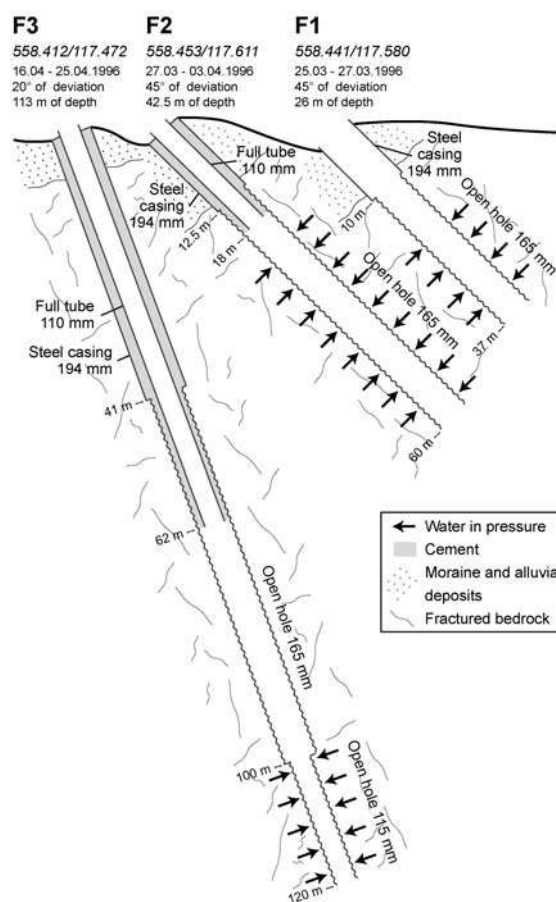 F3
558.412/117.472
16.04 - 25.04.1996
20° of deviation
113 m of depth
F2
558.453/117.611
27.03 - 03.04.1996
45° of deviation
42.5 m of depth
F1
558.441/117.580
25.03 - 27.03.1996
45° of deviation
26 m of depth
Full tube
110 mm
Steel
casing
194 mm
12.5 m
18 m
Steel
casing
194 mm
10 m
Open hole 165 mm
37 m
Open hole 165 mm
60 m
Full tube
110 mm
Steel casing
194 mm
41 m
62 m
Open hole 165 mm
100 m
Open hole 115 mm
120 m
Water in pressure
Cement
Moraine and alluvia
deposits
Fractured bedrock